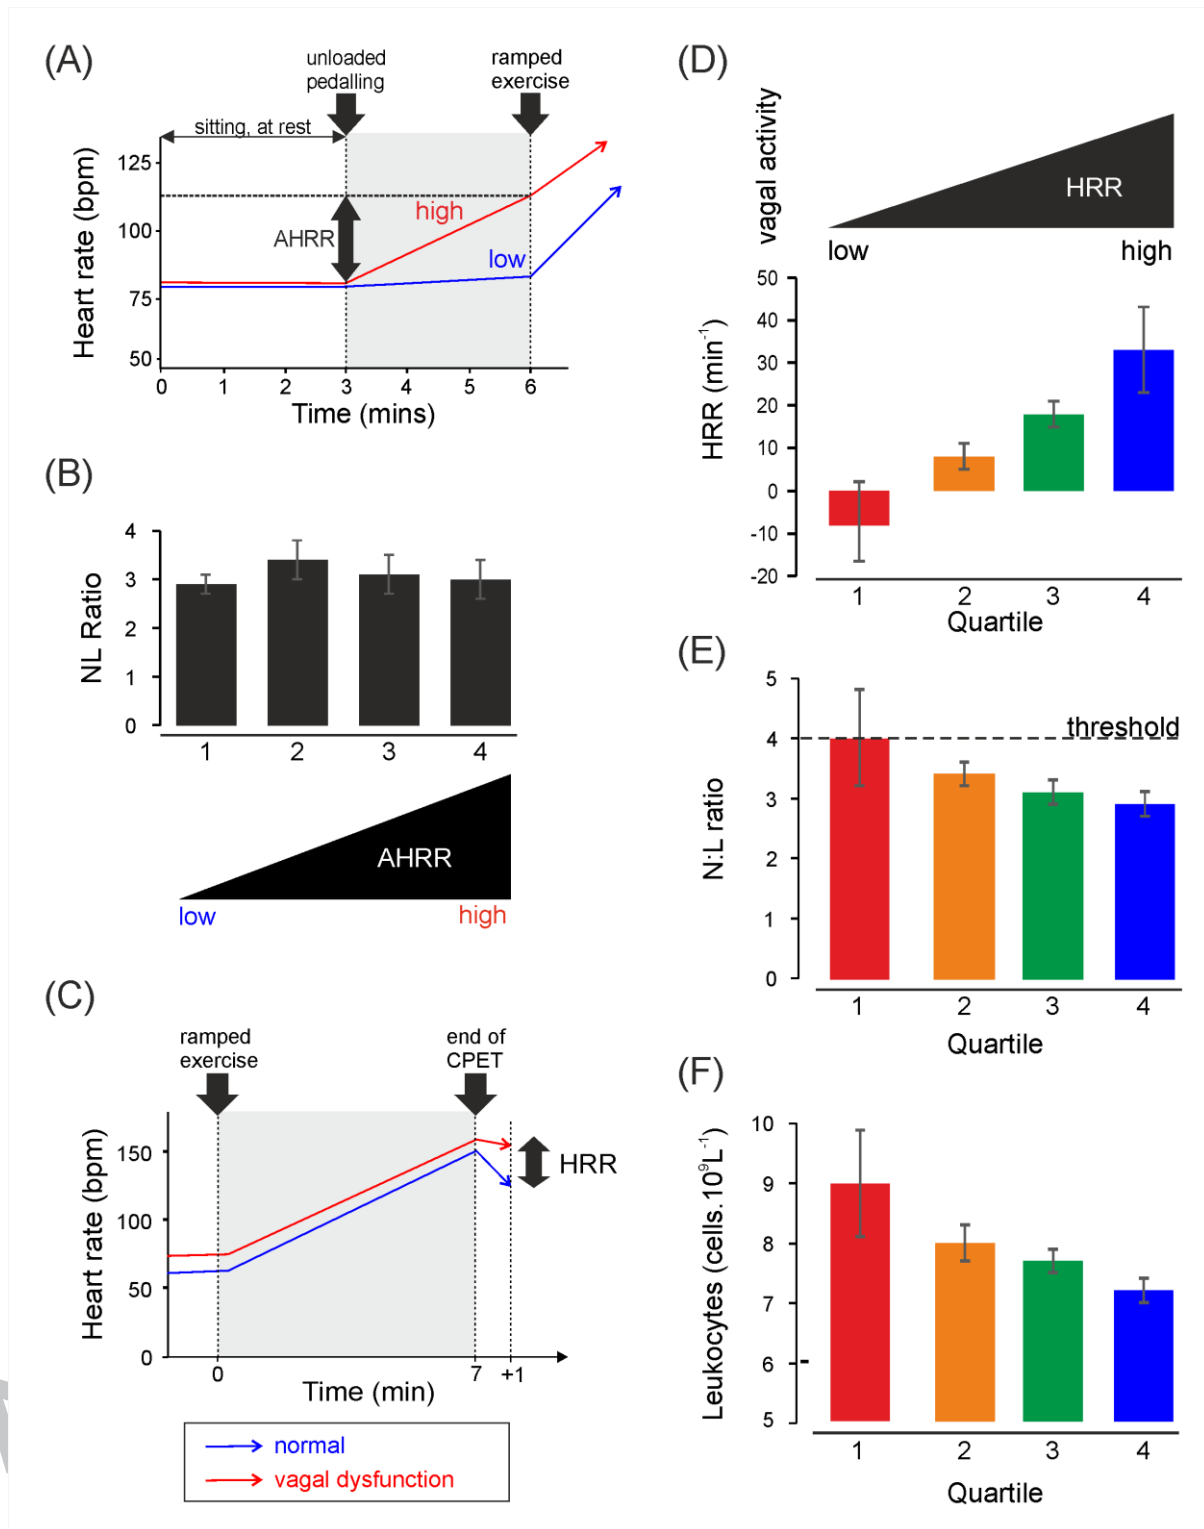 (A)
unloaded
pedalling
ramped
exercise
sitting, at rest
Heart rate (bpm)
125
100
75
50
AHRR
high
low
0 1 2 3 4 5 6
Time (mins)
(B)
NL Ratio
4
3
2
1
0
1 2 3 4
AHRR
low high
(C)
ramped
exercise
end of
CPET
Heart rate (bpm)
150
100
50
0
HRR
0 7 +1
Time (min)
normal
vagal dysfunction
(D)
vagal activity
HRR
low high
HRR (min-1)
50
40
30
20
10
0
-10
-20
1 2 3 4
Quartile
(E)
N:L ratio
5
4
3
2
1
0
threshold
1 2 3 4
Quartile
(F)
Leukocytes (cells.10⁹L⁻¹)
10
9
8
7
6
5
1 2 3 4
Quartile